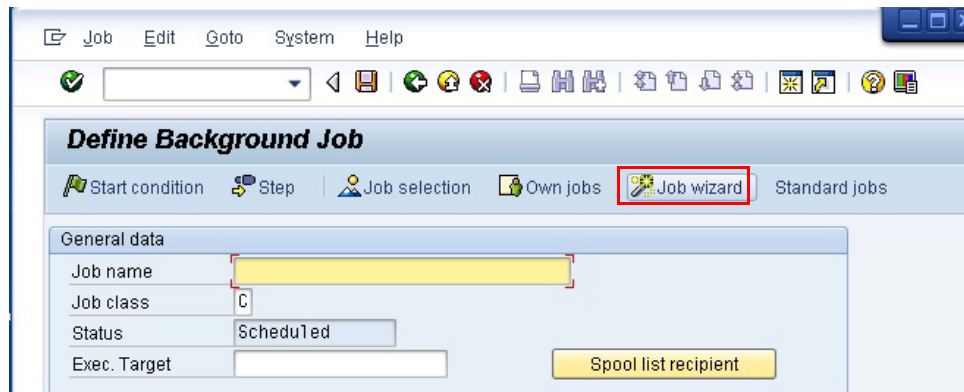 Job Edit Goto System Help
Define Background Job
Start condition Step Job selection Own jobs Job wizard Standard jobs
General data
Job name
Job class C
Status Scheduled
Exec. Target Spool list recipient